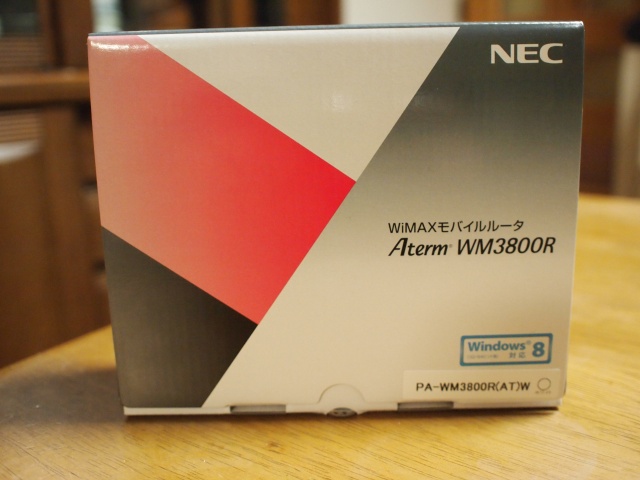 NEC
WiMAXモバイルルータ
Aterm® WM3800R
Windows® 8
対応
PA-WM3800R(AT)W